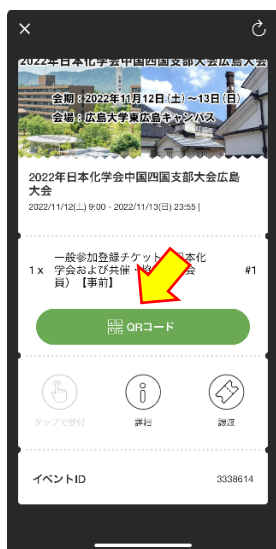 2022年日本化学会中国四国支部大会広島大会
会期：2022年11月12日(土)～13日(日)
会場：広島大学東広島キャンパス
2022年日本化学会中国四国支部大会広島
大会
2022/11/12(土) 9:00 - 2022/11/13(日) 23:55 |
一般参加登録チケット
本化
1 x 学会および共催・
会
#1
員）【事前】
QRコード
タップで受付
詳細
譲渡
イベントID
3338614